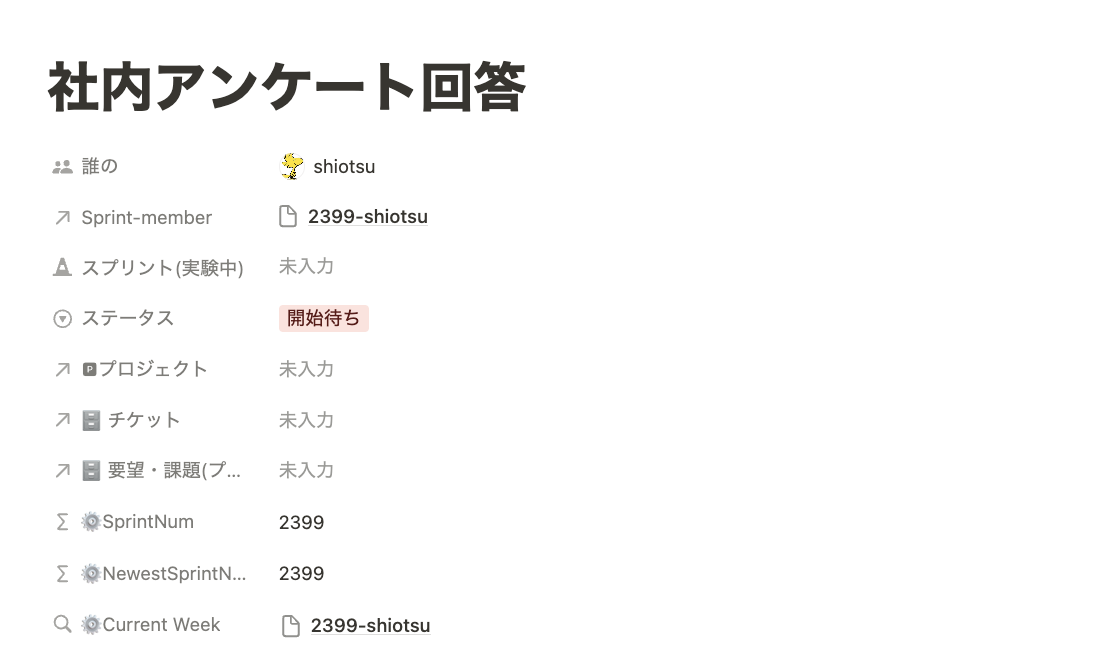 社内アンケート回答
誰の shiotsu
Sprint-member 2399-shiotsu
スプリント(実験中) 未入力
ステータス 開始待ち
🅿プロジェクト 未入力
🗄️ チケット 未入力
🗄️ 要望・課題(プ... 未入力
⚙️SprintNum 2399
⚙️NewestSprintN... 2399
⚙️Current Week 2399-shiotsu